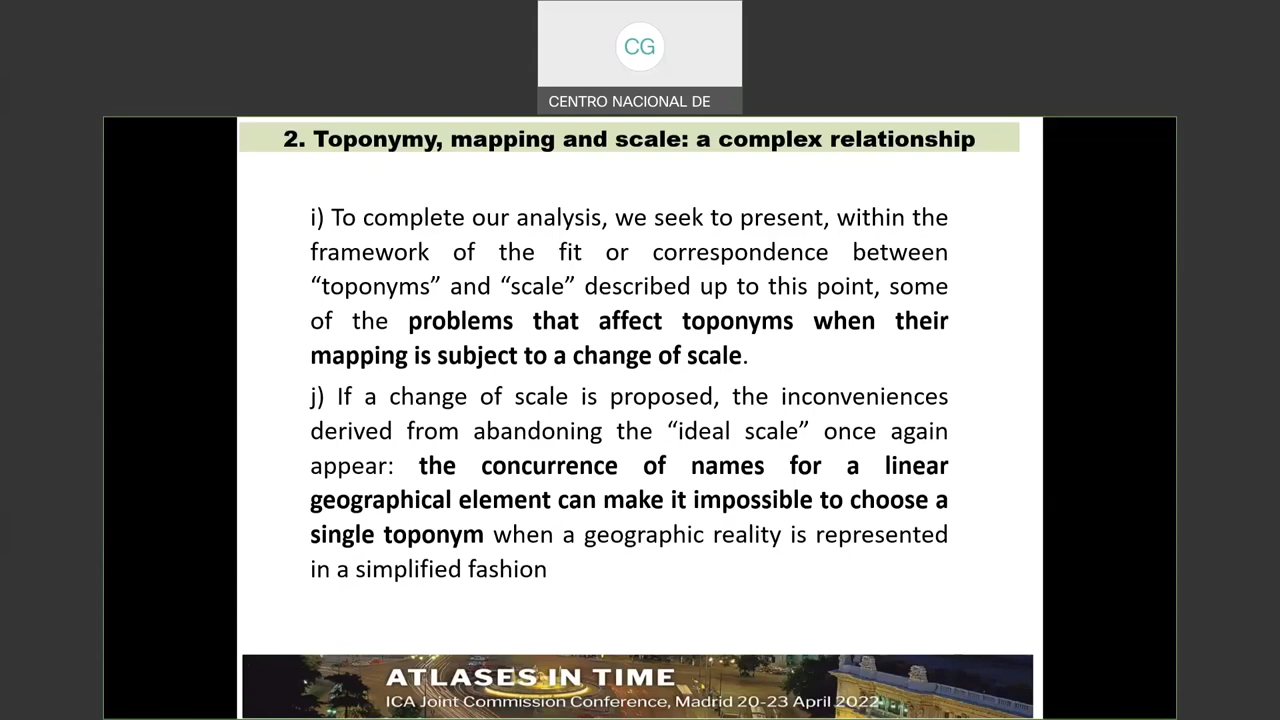 CG
CENTRO NACIONAL DE
2. Toponymy, mapping and scale: a complex relationship
i) To complete our analysis, we seek to present, within the
framework of the fit or correspondence between
“toponyms” and “scale” described up to this point, some
of the problems that affect toponyms when their
mapping is subject to a change of scale.
j) If a change of scale is proposed, the inconveniences
derived from abandoning the “ideal scale” once again
appear: the concurrence of names for a linear
geographical element can make it impossible to choose a
single toponym when a geographic reality is represented
in a simplified fashion
ATLASES IN TIME
ICA Joint Commission Conference, Madrid 20-23 April 2022